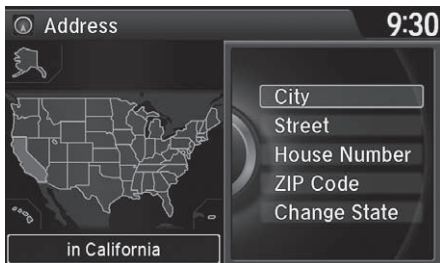 Address
9:30
City
Street
House Number
ZIP Code
Change State
in California